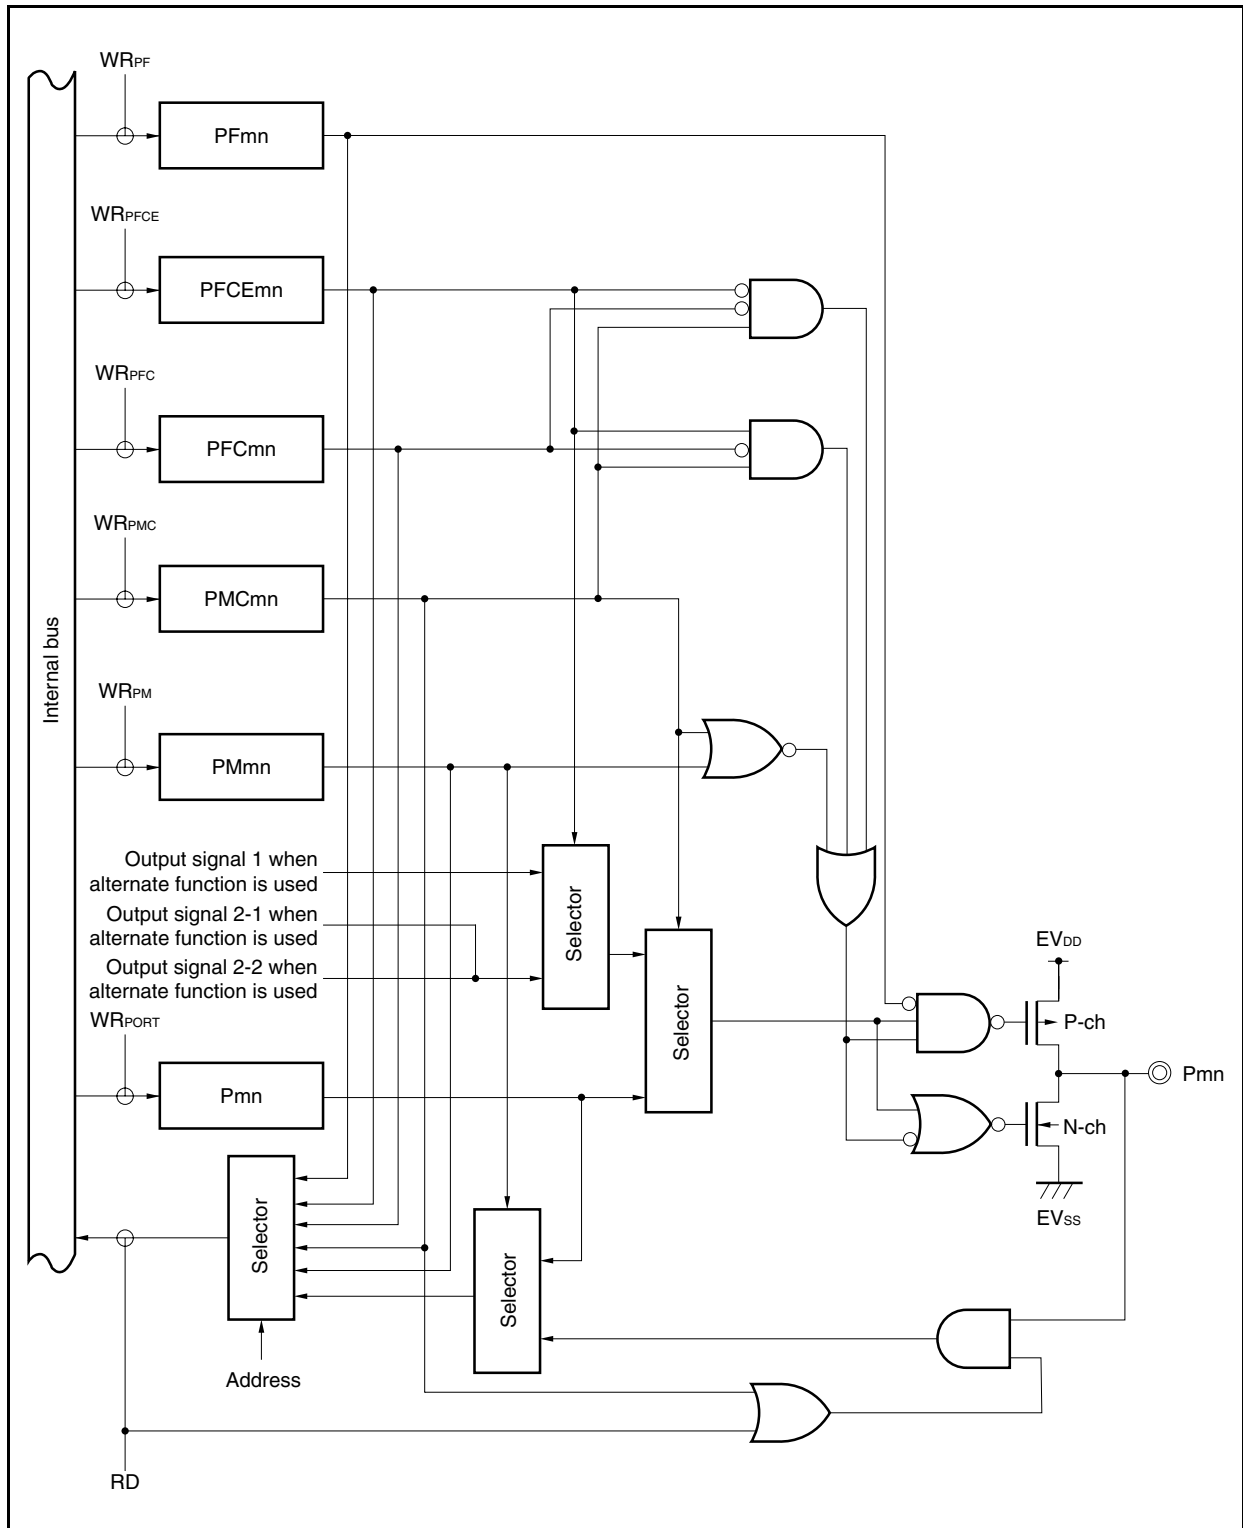 WRPF
PFmn
WRPFCE
PFCEmn
WRPFC
PFCmn
WRPMC
PMCmn
Internal bus
WRPM
PMmn
Output signal 1 when
alternate function is used
Output signal 2-1 when
alternate function is used
Output signal 2-2 when
alternate function is used
Selector
Selector
WRPORT
Pmn
EVDD
P-ch
Pmn
N-ch
EVSS
Selector
Selector
Address
RD